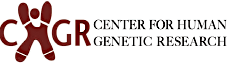 CHGR
CENTER FOR HUMAN
GENETIC RESEARCH